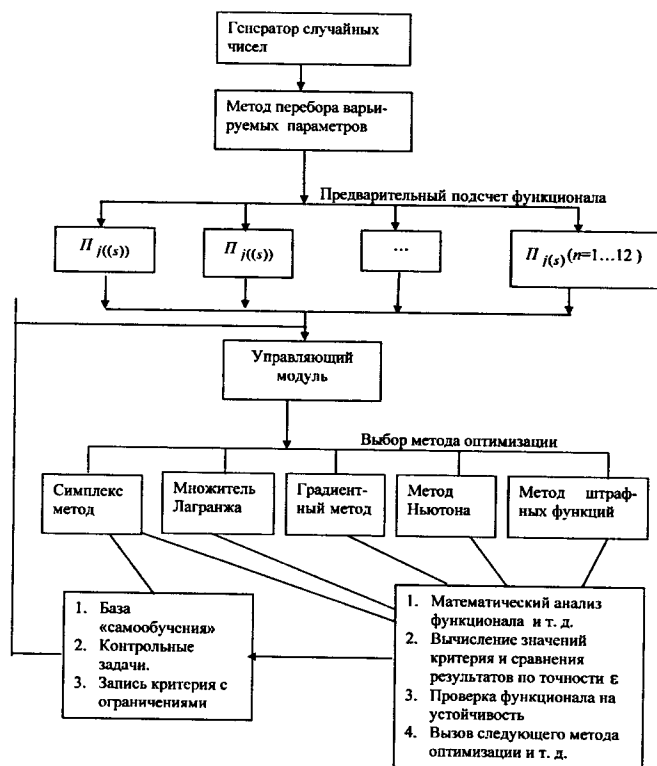 Генератор случайных
чисел
Метод перебора варьи-
руемых параметров
Предварительный подсчет функционала
П j((s))
П j((s))
...
П j(s) (n=1...12 )
Управляющий
модуль
Выбор метода оптимизации
Симплекс
метод
Множитель
Лагранжа
Градиент-
ный метод
Метод
Ньютона
Метод штраф-
ных функций
1. База
«самообучения»
2. Контрольные
задачи.
3. Запись критерия с
ограничениями
1. Математический анализ
функционала и т. д.
2. Вычисление значений
критерия и сравнения
результатов по точности ε
3. Проверка функционала на
устойчивость
4. Вызов следующего метода
оптимизации и т. д.